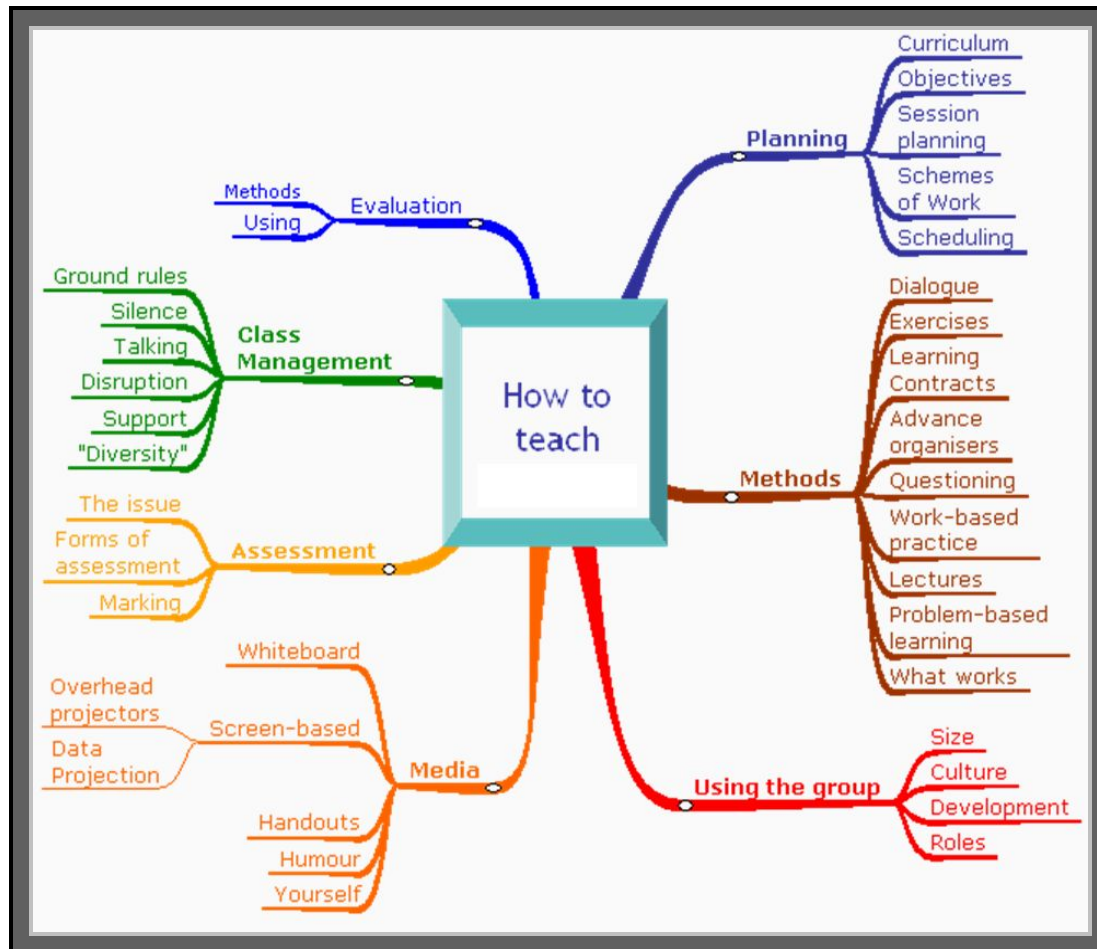 How to
teach
Planning
Curriculum
Objectives
Session
planning
Schemes
of Work
Scheduling
Methods
Dialogue
Exercises
Learning
Contracts
Advance
organisers
Questioning
Work-based
practice
Lectures
Problem-based
learning
What works
Using the group
Size
Culture
Development
Roles
Media
Whiteboard
Screen-based
Overhead
projectors
Data
Projection
Handouts
Humour
Yourself
Assessment
The issue
Forms of
assessment
Marking
Class
Management
Ground rules
Silence
Talking
Disruption
Support
"Diversity"
Evaluation
Methods
Using